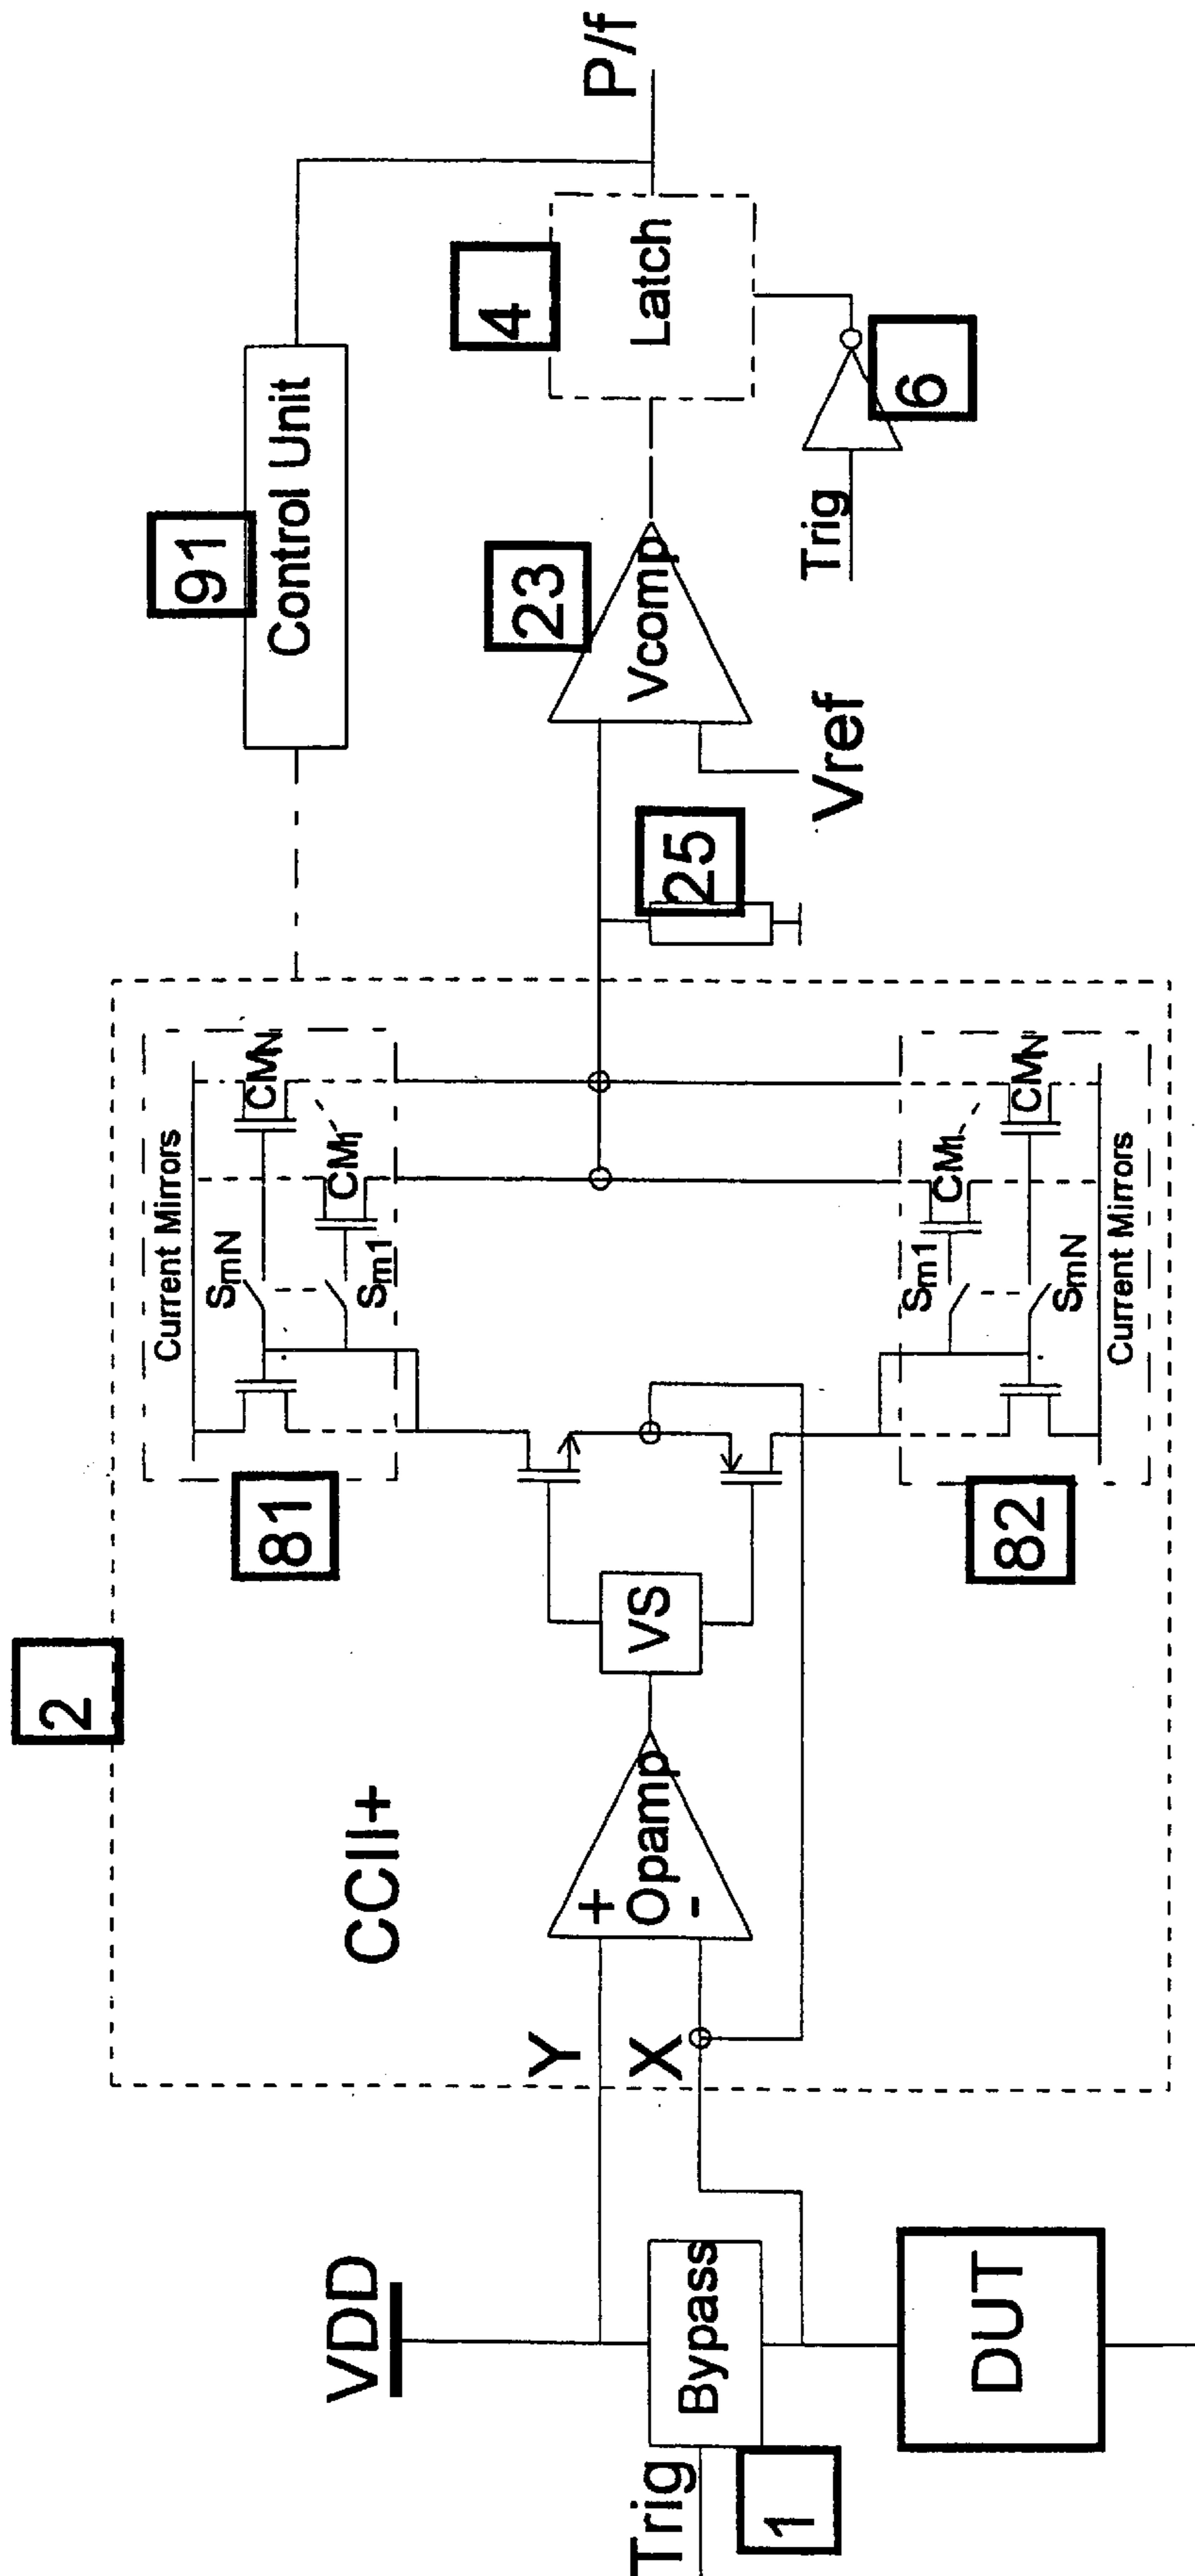 2
CCII+
VDD
Trig
Bypass
1
DUT
Y
X
+
Opamp
-
VS
81
Current Mirrors
SmN
Sm1
CM1
CMN
82
Sm1
SmN
CM1
CMN
Current Mirrors
25
Vref
23
Vcomp
91
Control Unit
4
Latch
Trig
6
P/f